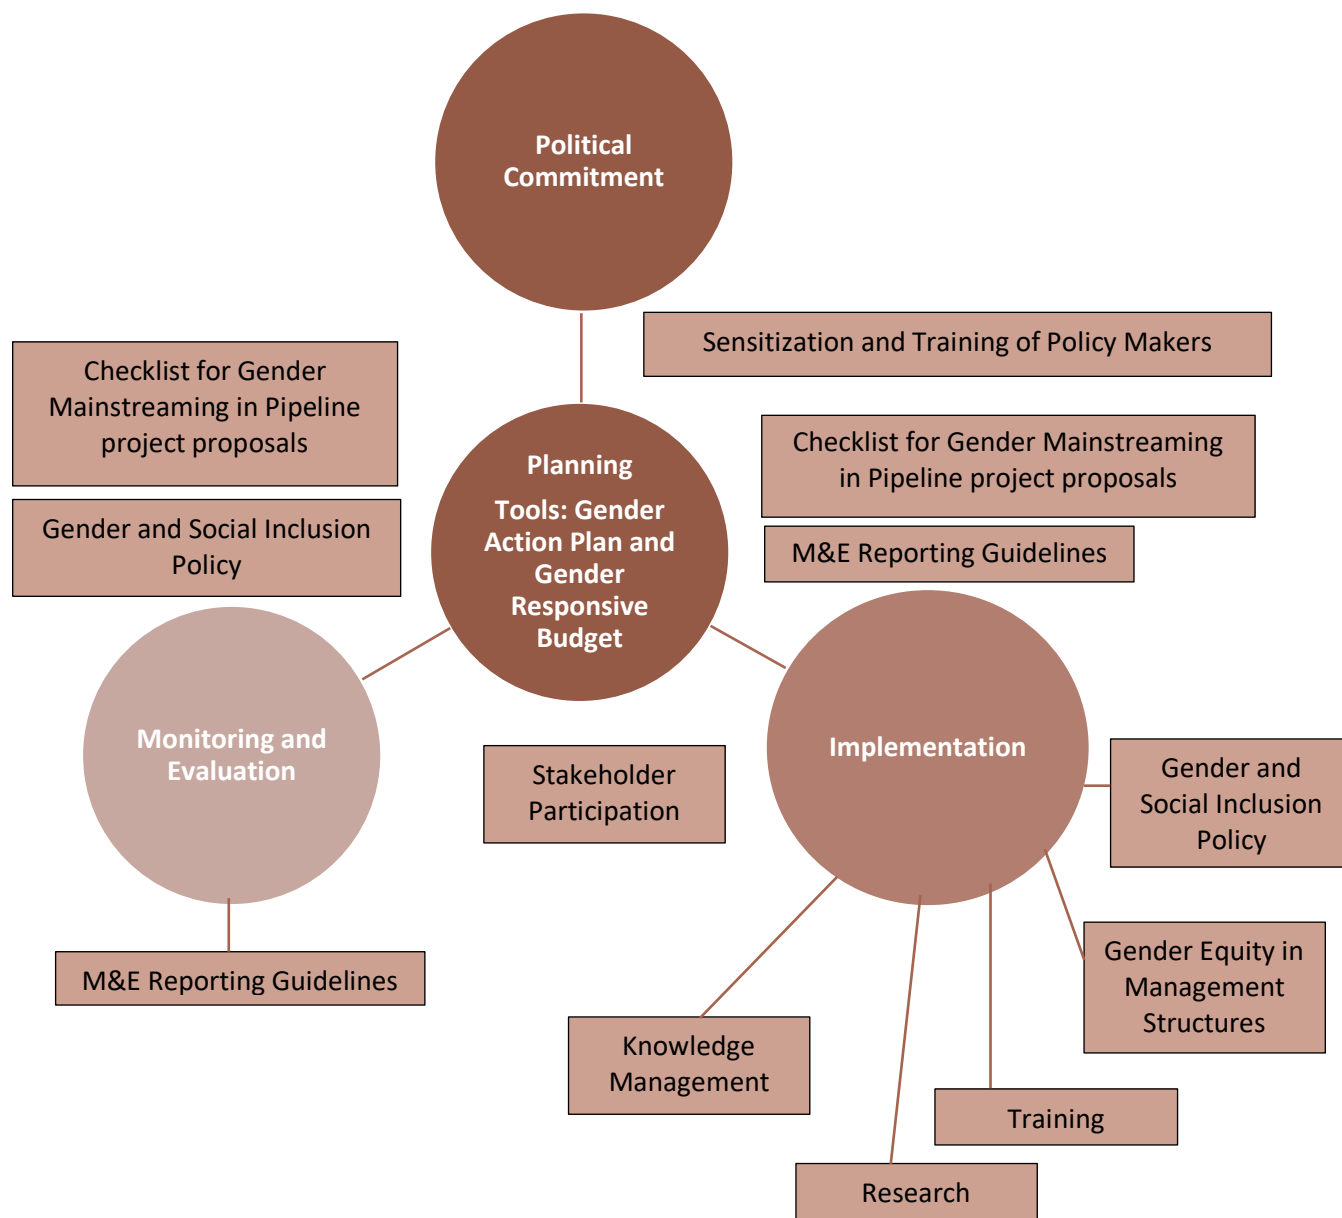 Political
Commitment
Sensitization and Training of Policy Makers
Checklist for Gender
Mainstreaming in Pipeline
project proposals
Checklist for Gender Mainstreaming
in Pipeline project proposals
Planning
Tools: Gender
Action Plan and
Gender
Responsive
Budget
Gender and Social Inclusion
Policy
M&E Reporting Guidelines
Monitoring and
Evaluation
Implementation
Stakeholder
Participation
Gender and
Social Inclusion
Policy
M&E Reporting Guidelines
Gender Equity in
Management
Structures
Knowledge
Management
Training
Research